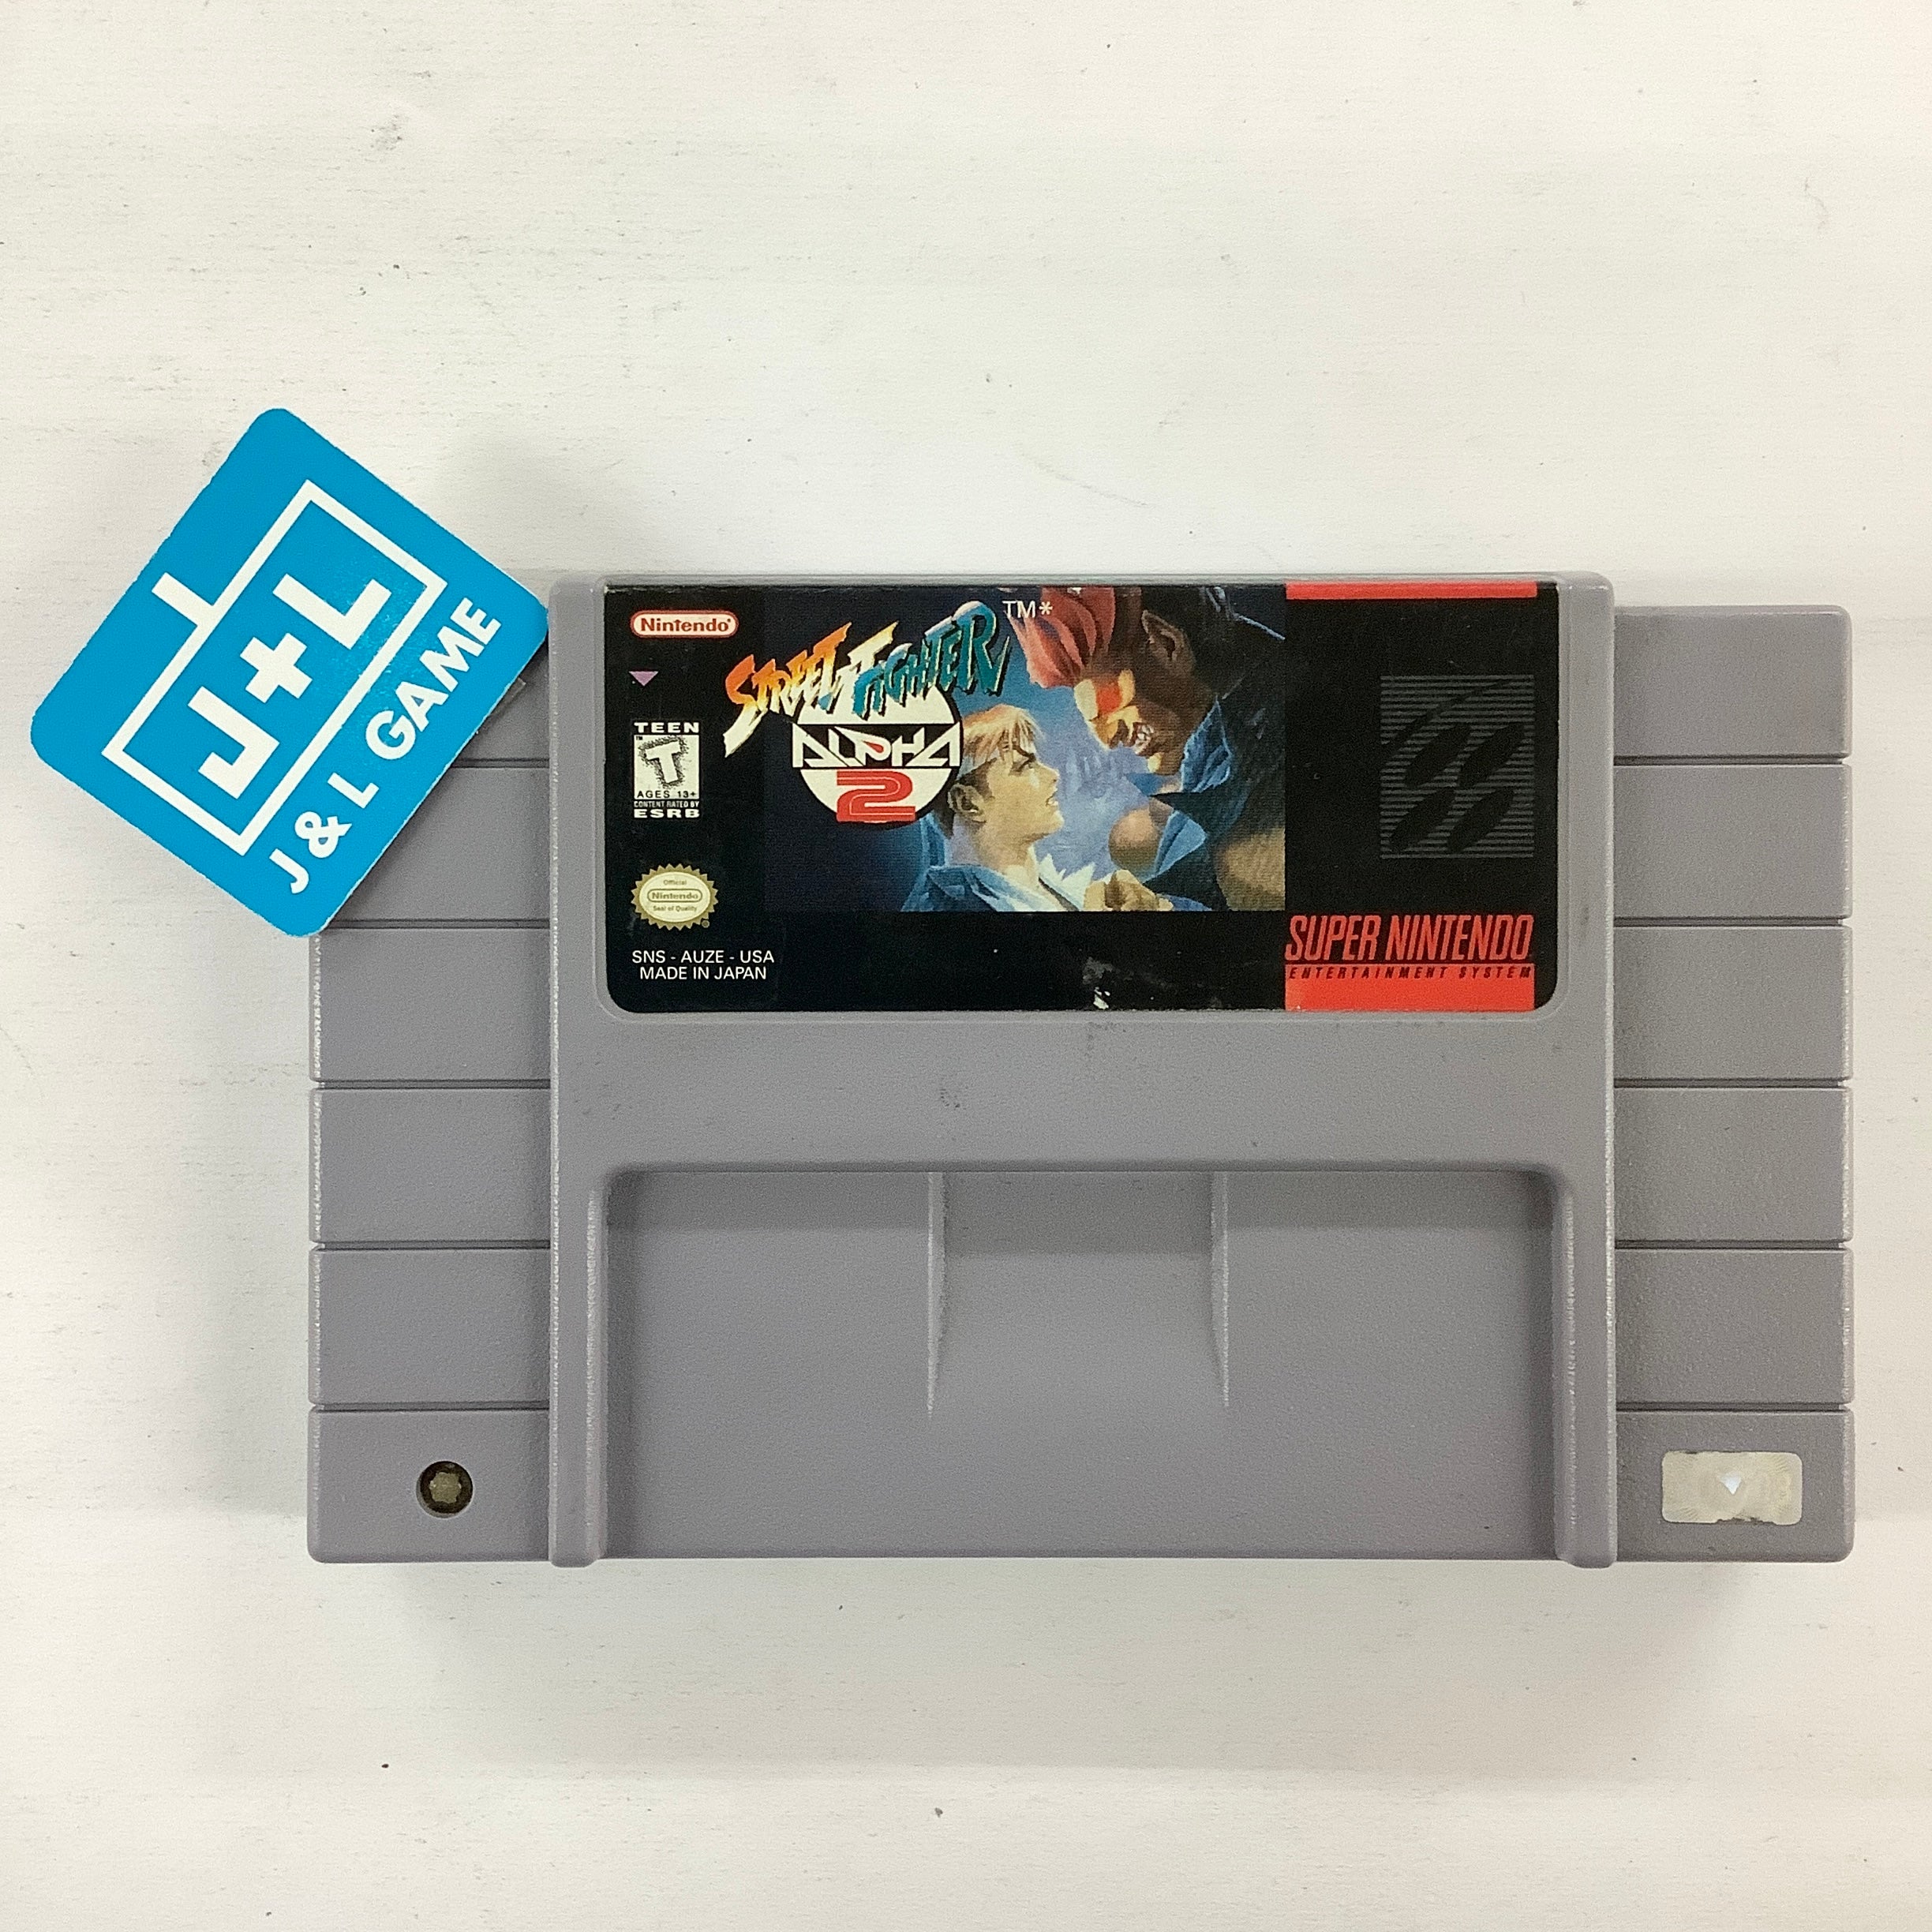 J+L
J & L GAME
Nintendo®
STREET FIGHTER TM*
ALPHA
2
TEEN
T
AGES 13+
CONTENT RATED BY
ESRB
Official
Nintendo
Seal of Quality
SNS - AUZE - USA
MADE IN JAPAN
SUPER NINTENDO
ENTERTAINMENT SYSTEM